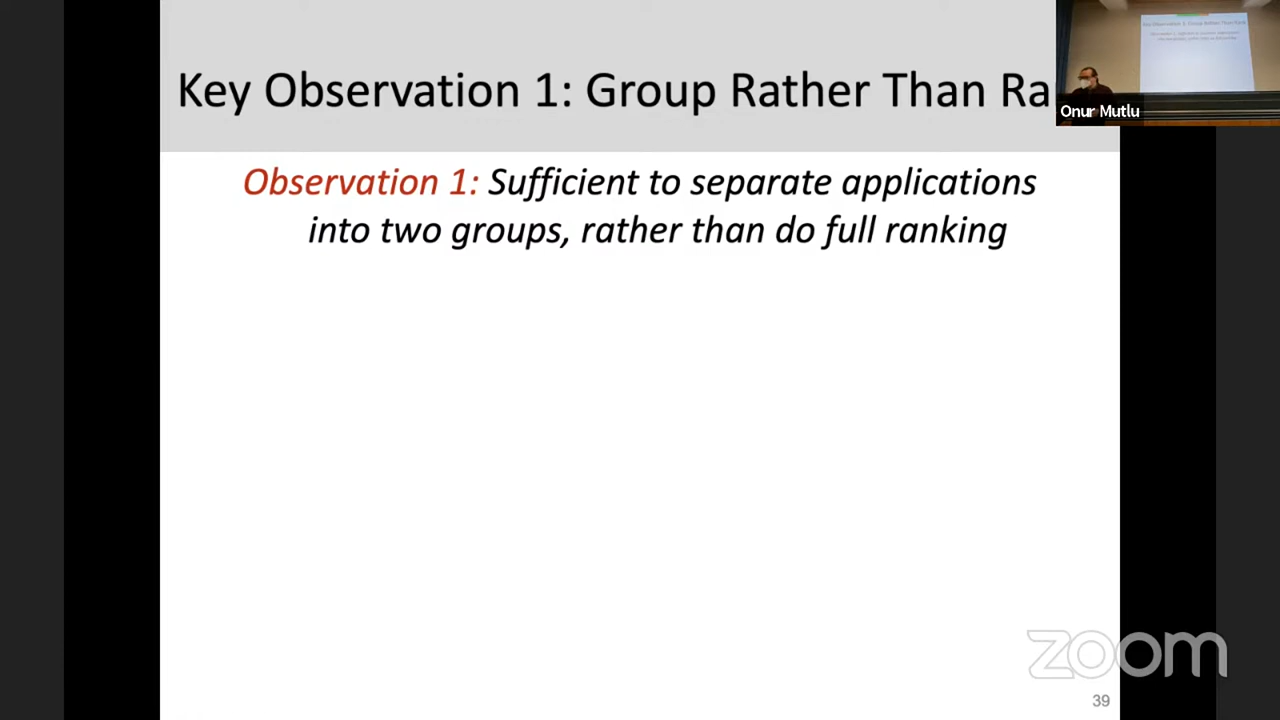 Key Observation 1: Group Rather Than Ra
Onur Mutlu
Observation 1: Sufficient to separate applications
into two groups, rather than do full ranking
zoom
39